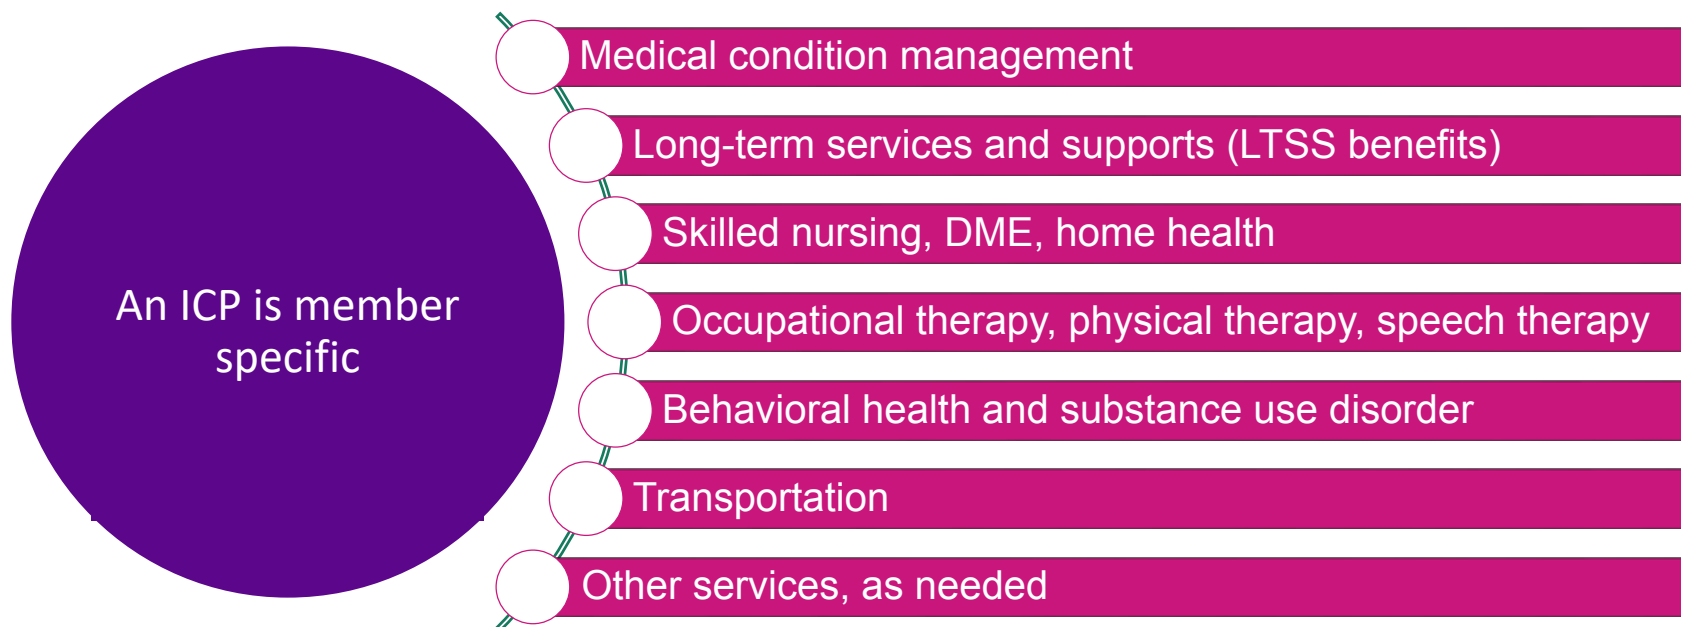 An ICP is member
specific
Medical condition management
Long-term services and supports (LTSS benefits)
Skilled nursing, DME, home health
Occupational therapy, physical therapy, speech therapy
Behavioral health and substance use disorder
Transportation
Other services, as needed